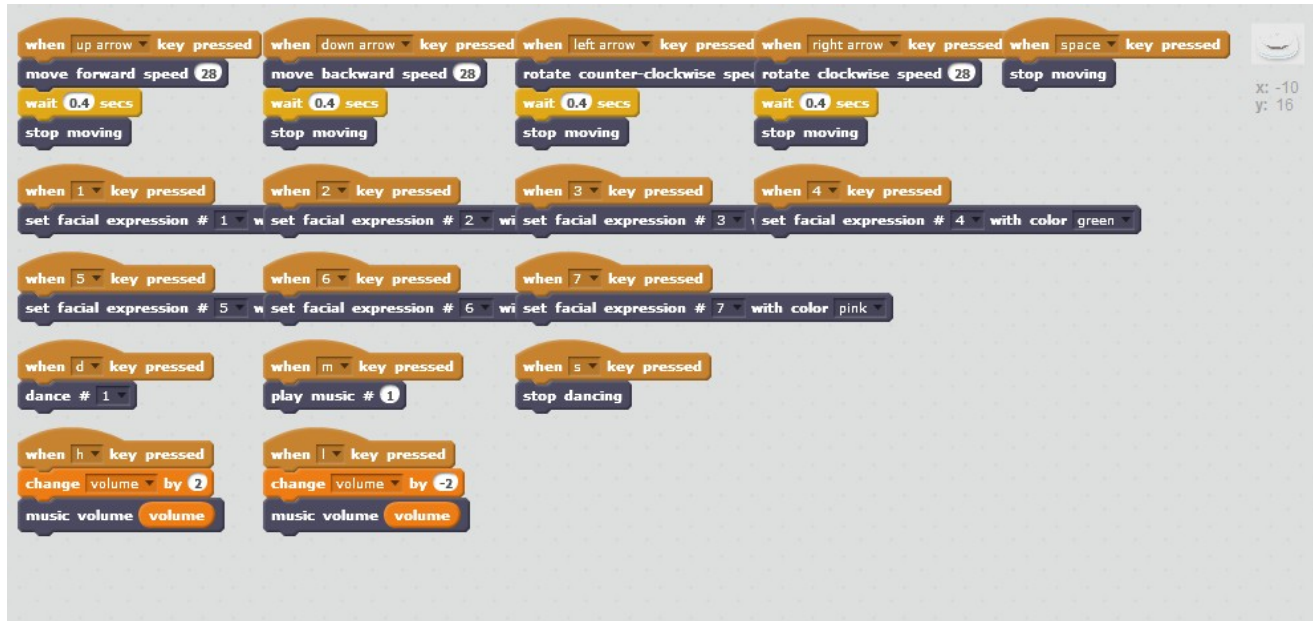 when up arrow key pressed
move forward speed 28
wait 0.4 secs
stop moving
when down arrow key pressed
move backward speed 28
wait 0.4 secs
stop moving
when left arrow key pressed
rotate counter-clockwise
wait 0.4 secs
stop moving
when right arrow key pressed
rotate clockwise speed 28
wait 0.4 secs
stop moving
when space key pressed
stop moving
x: -10
y: 16
when 1 key pressed
set facial expression # 1
when 2 key pressed
set facial expression # 2
when 3 key pressed
set facial expression # 3
when 4 key pressed
set facial expression # 4 with color green
when 5 key pressed
set facial expression # 5
when 6 key pressed
set facial expression # 6
when 7 key pressed
set facial expression # 7 with color pink
when d key pressed
dance # 1
when m key pressed
play music # 1
when s key pressed
stop dancing
when h key pressed
change volume by 2
music volume volume
when l key pressed
change volume by -2
music volume volume